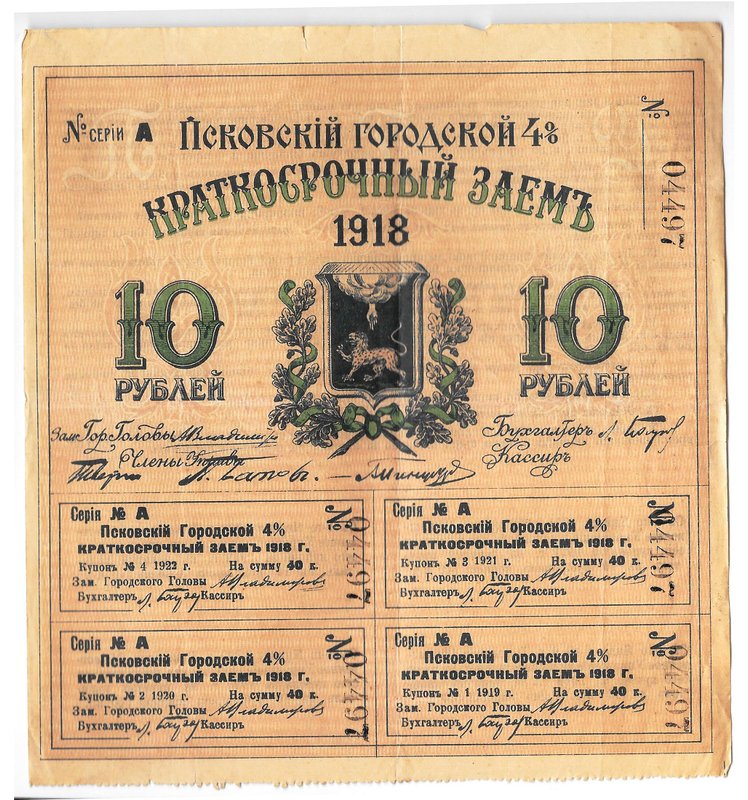 № СЕРІИ А Псковскій городской 4%
КРАТКОСРОЧНЫЙ ЗАЕМЪ
1918
№ 04497
10 10
РУБЛЕЙ РУБЛЕЙ
Зам. Гор. Головы
Члены Управы
Бухгалтеръ
Кассиръ
Серія № А №
Псковскій Городской 4%
КРАТКОСРОЧНЫЙ ЗАЕМЪ 1918 Г.
Купонъ № 4 1922 г. На сумму 40 к.
Зам. Городского Головы
Бухгалтеръ Кассиръ
04497
Серія № А №
Псковскій Городской 4%
КРАТКОСРОЧНЫЙ ЗАЕМЪ 1918 Г.
Купонъ № 3 1921 г. На сумму 40 к.
Зам. Городского Головы
Бухгалтеръ Кассиръ
04497
Серія № А №
Псковскій Городской 4%
КРАТКОСРОЧНЫЙ ЗАЕМЪ 1918 Г.
Купонъ № 2 1920 г. На сумму 40 к.
Зам. Городского Головы
Бухгалтеръ Кассиръ
04497
Серія № А №
Псковскій Городской 4%
КРАТКОСРОЧНЫЙ ЗАЕМЪ 1918 Г.
Купонъ № 1 1919 г. На сумму 40 к.
Зам. Городского Головы
Бухгалтеръ Кассиръ
04497